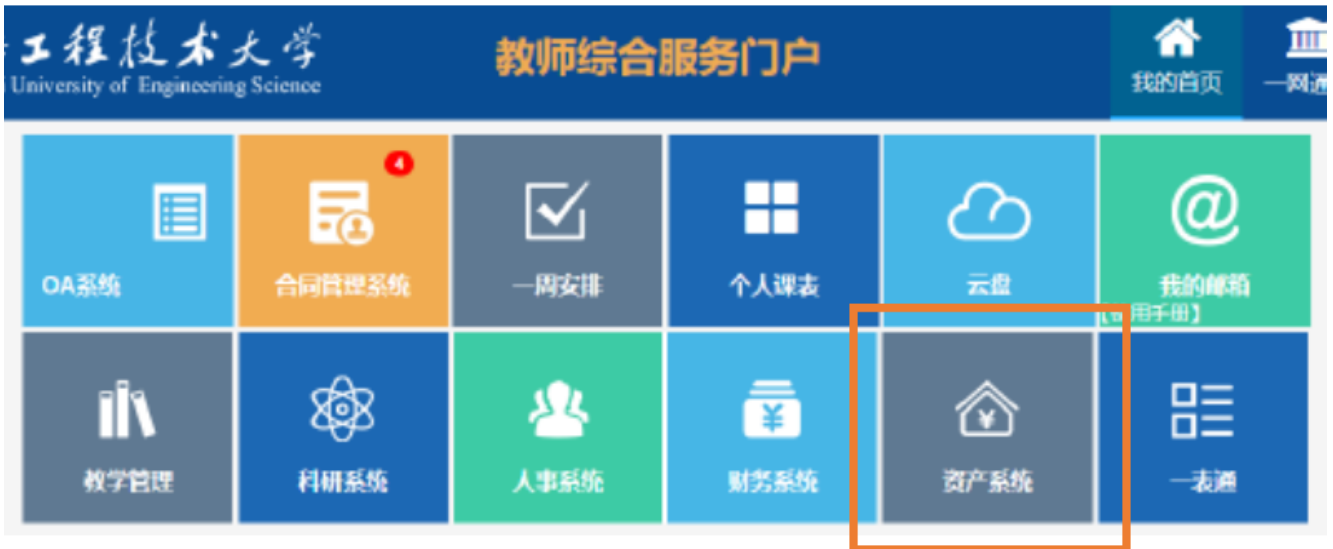 工程技术大学
University of Engineering Science
教师综合服务门户
我的首页
一网通
4
OA系统
合同管理系统
一周安排
个人课表
云盘
我的邮箱
用手册】
教学管理
科研系统
人事系统
¥
财务系统
¥
资产系统
一表通